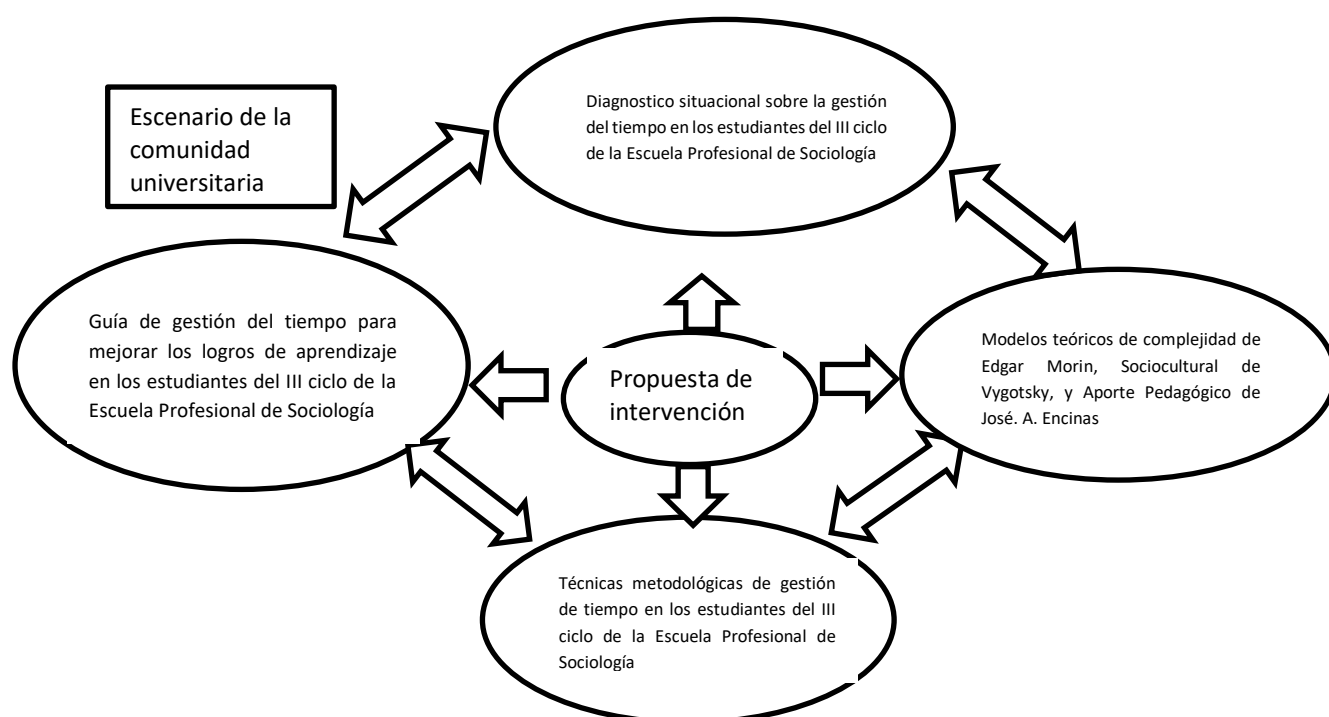 Escenario de la
comunidad
universitaria
Diagnostico situacional sobre la gestión
del tiempo en los estudiantes del III ciclo
de la Escuela Profesional de Sociología
Guía de gestión del tiempo para
mejorar los logros de aprendizaje
en los estudiantes del III ciclo de la
Escuela Profesional de Sociología
Propuesta de
intervención
Modelos teóricos de complejidad de
Edgar Morin, Sociocultural de
Vygotsky, y Aporte Pedagógico de
José. A. Encinas
Técnicas metodológicas de gestión
de tiempo en los estudiantes del III
ciclo de la Escuela Profesional de
Sociología